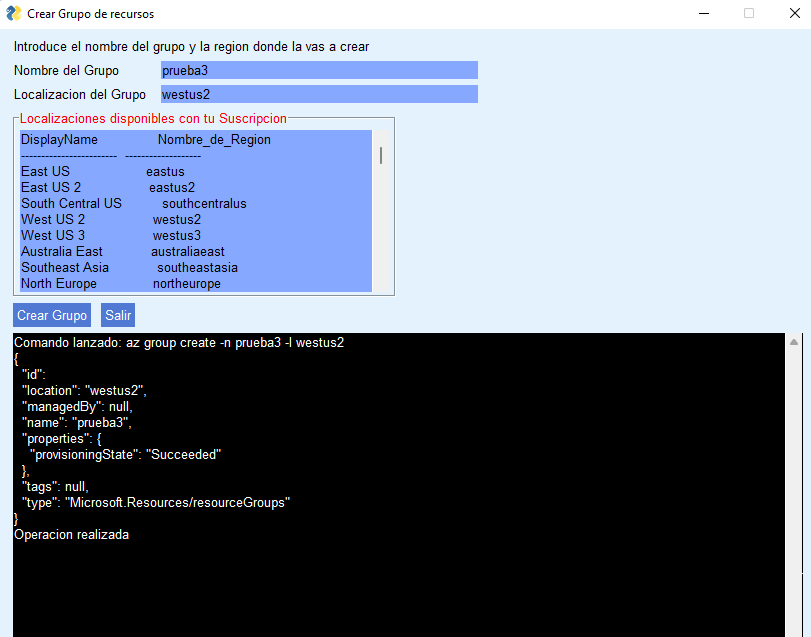 Crear Grupo de recursos
Introduce el nombre del grupo y la region donde la vas a crear
Nombre del Grupo prueba3
Localizacion del Grupo westus2
Localizaciones disponibles con tu Suscripcion
DisplayName Nombre_de_Region
------------------------ -------------------
East US eastus
East US 2 eastus2
South Central US southcentralus
West US 2 westus2
West US 3 westus3
Australia East australiaeast
Southeast Asia southeastasia
North Europe northeurope
Crear Grupo Salir
Comando lanzado: az group create -n prueba3 -l westus2
{
"id":
"location": "westus2",
"managedBy": null,
"name": "prueba3",
"properties": {
"provisioningState": "Succeeded"
},
"tags": null,
"type": "Microsoft.Resources/resourceGroups"
}
Operacion realizada